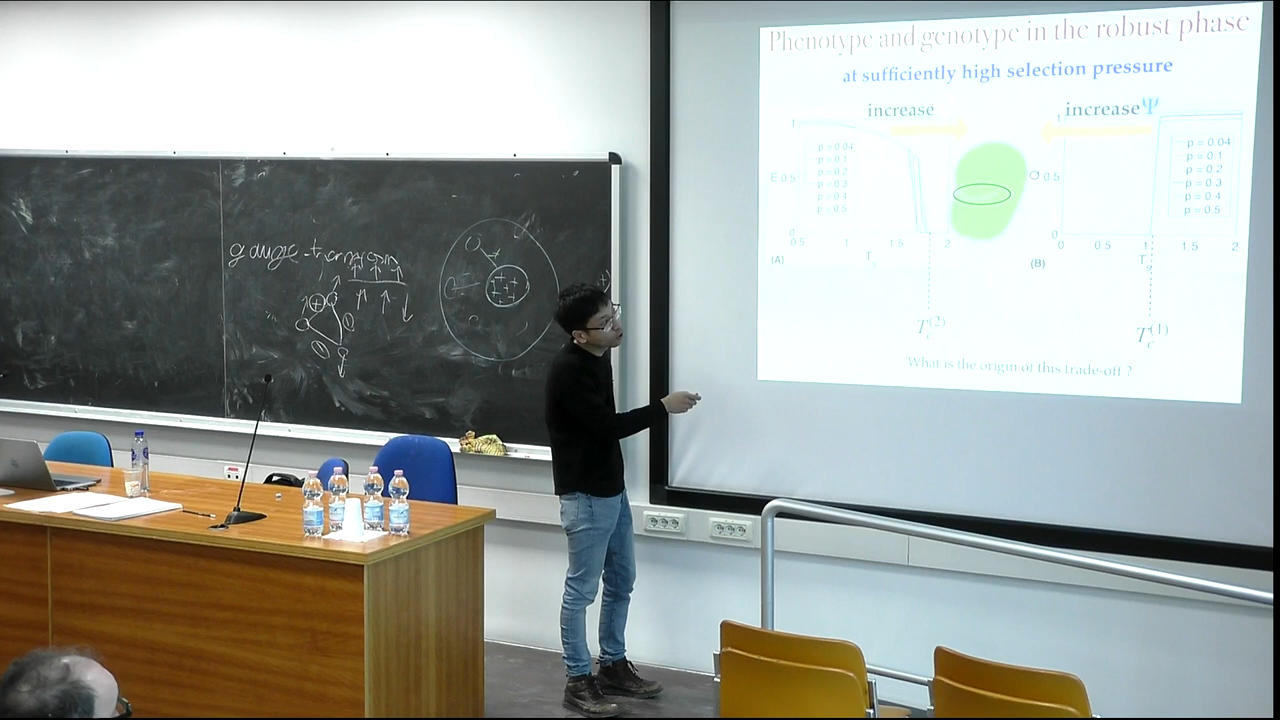 Phenotype and genotype in the robust phase
at sufficiently high selection pressure
increase
increase Ψ
1
p = 0.04
p = 0.1
E 0.5
p = 0.2
p = 0.3
p = 0.4
p = 0.5
0
0.5 1 1.5 2
(A)
1
p = 0.04
p = 0.1
0.5
p = 0.2
p = 0.3
p = 0.4
p = 0.5
0
0 0.5 1 1.5 2
(B)
T_c^(2)
T_c^(1)
What is the origin of this trade-off ?
gauge